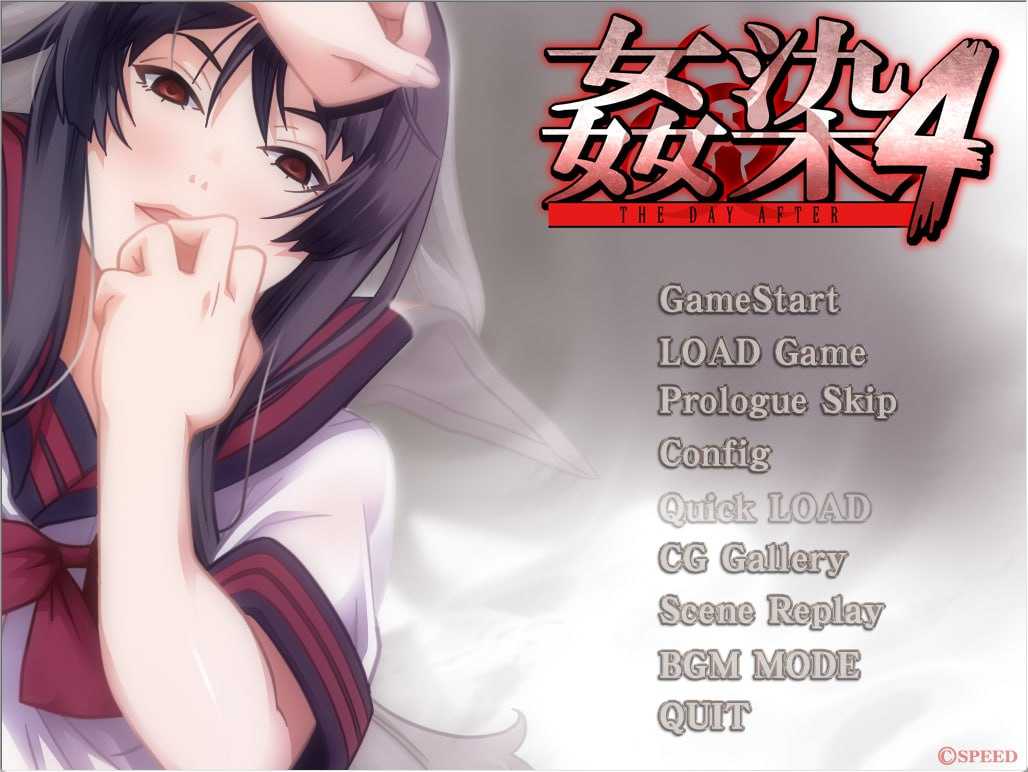 姦染4
THE DAY AFTER
GameStart
LOAD Game
Prologue Skip
Config
Quick LOAD
CG Gallery
Scene Replay
BGM MODE
QUIT
©SPEED